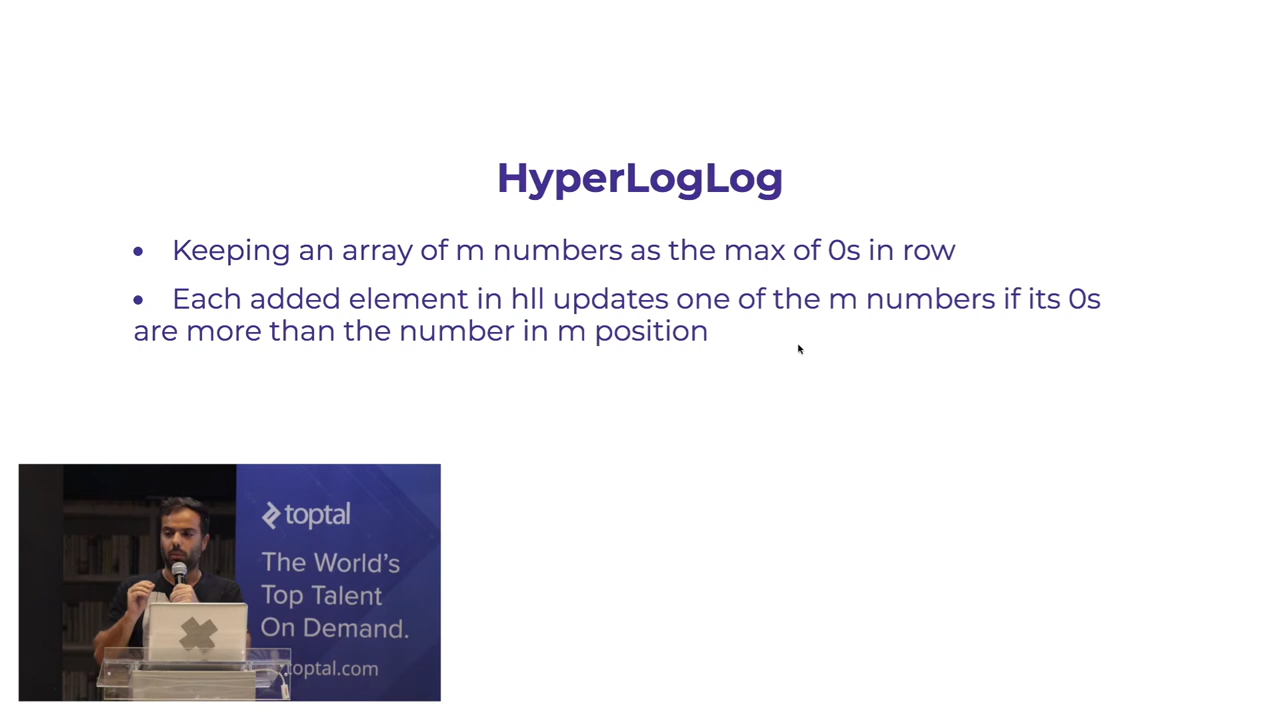 HyperLogLog
• Keeping an array of m numbers as the max of 0s in row
• Each added element in hll updates one of the m numbers if its 0s
are more than the number in m position
toptal
The World's
Top Talent
On Demand.
toptal.com